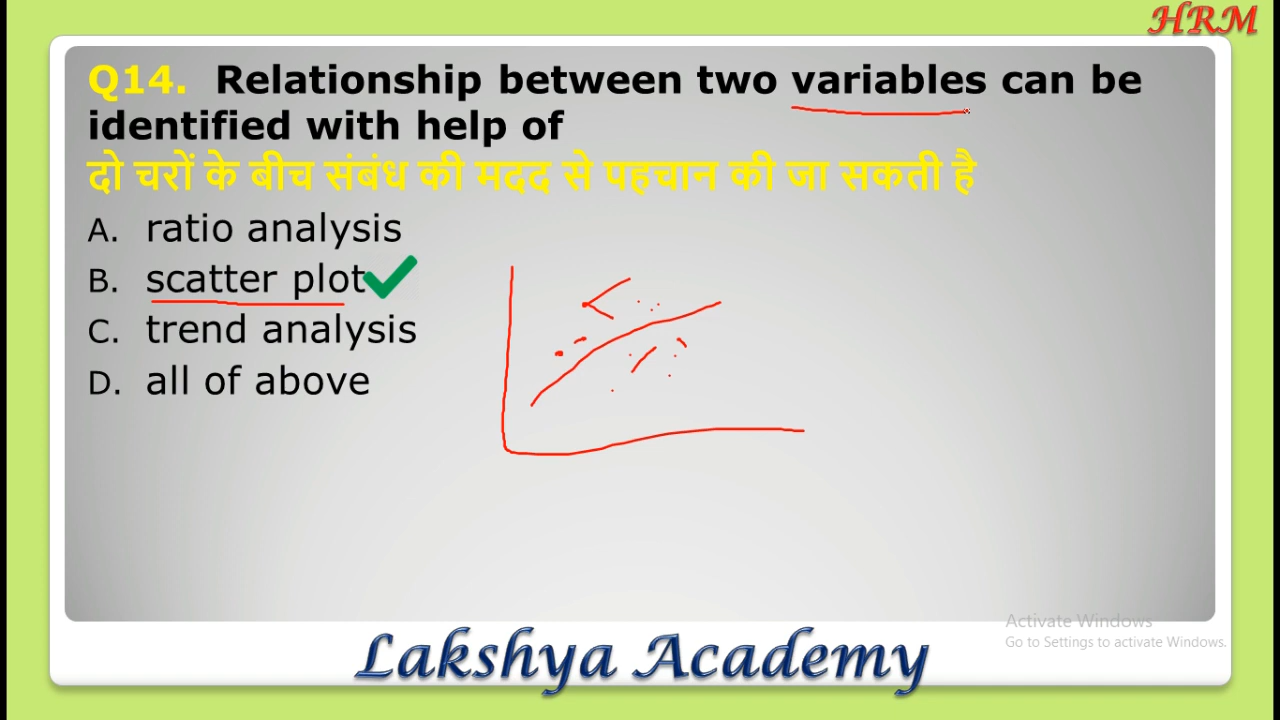 HRM
Q14. Relationship between two variables can be
identified with help of
दो चरों के बीच संबंध की मदद से पहचान की जा सकती है
A. ratio analysis
B. scatter plot
C. trend analysis
D. all of above
Activate Windows
Go to Settings to activate Windows.
Lakshya Academy